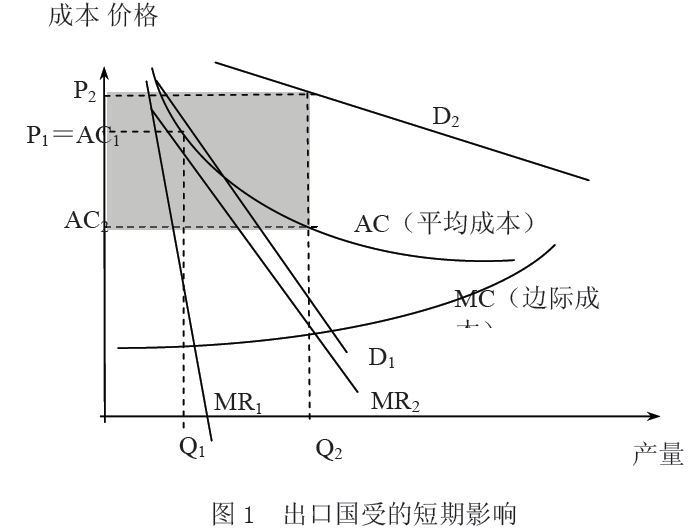 成本 价格
P₂
D₂
P₁＝AC₁
AC₂
AC（平均成本）
MC（边际成
本）
D₁
MR₁
MR₂
Q₁
Q₂
产量
图 1　出口国受的短期影响